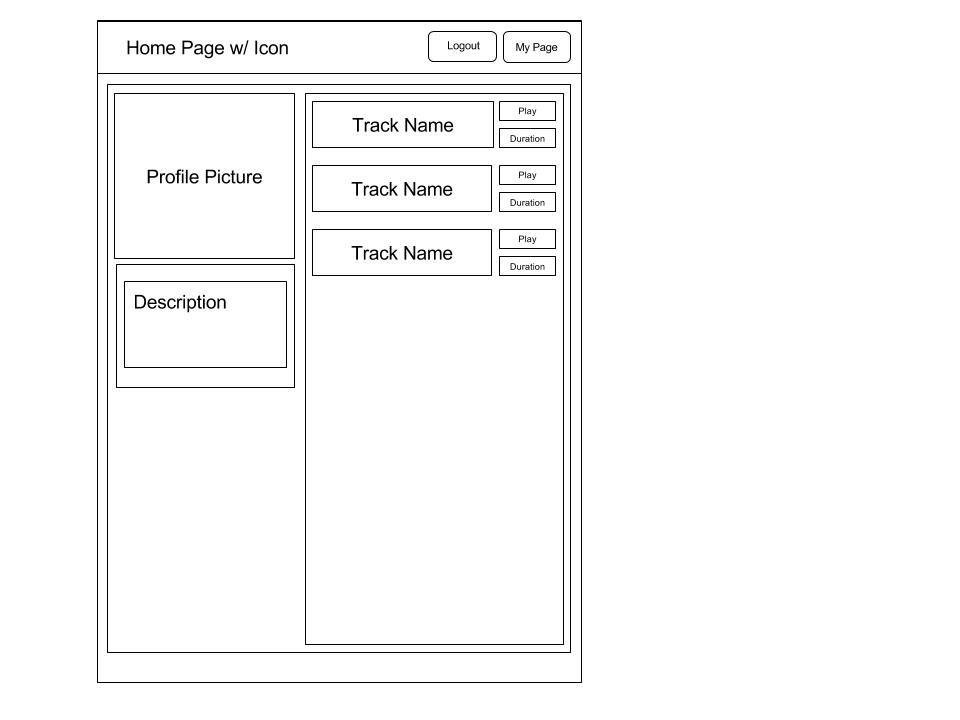 Home Page w/ Icon
Logout
My Page
Profile Picture
Description
Track Name
Play
Duration
Track Name
Play
Duration
Track Name
Play
Duration